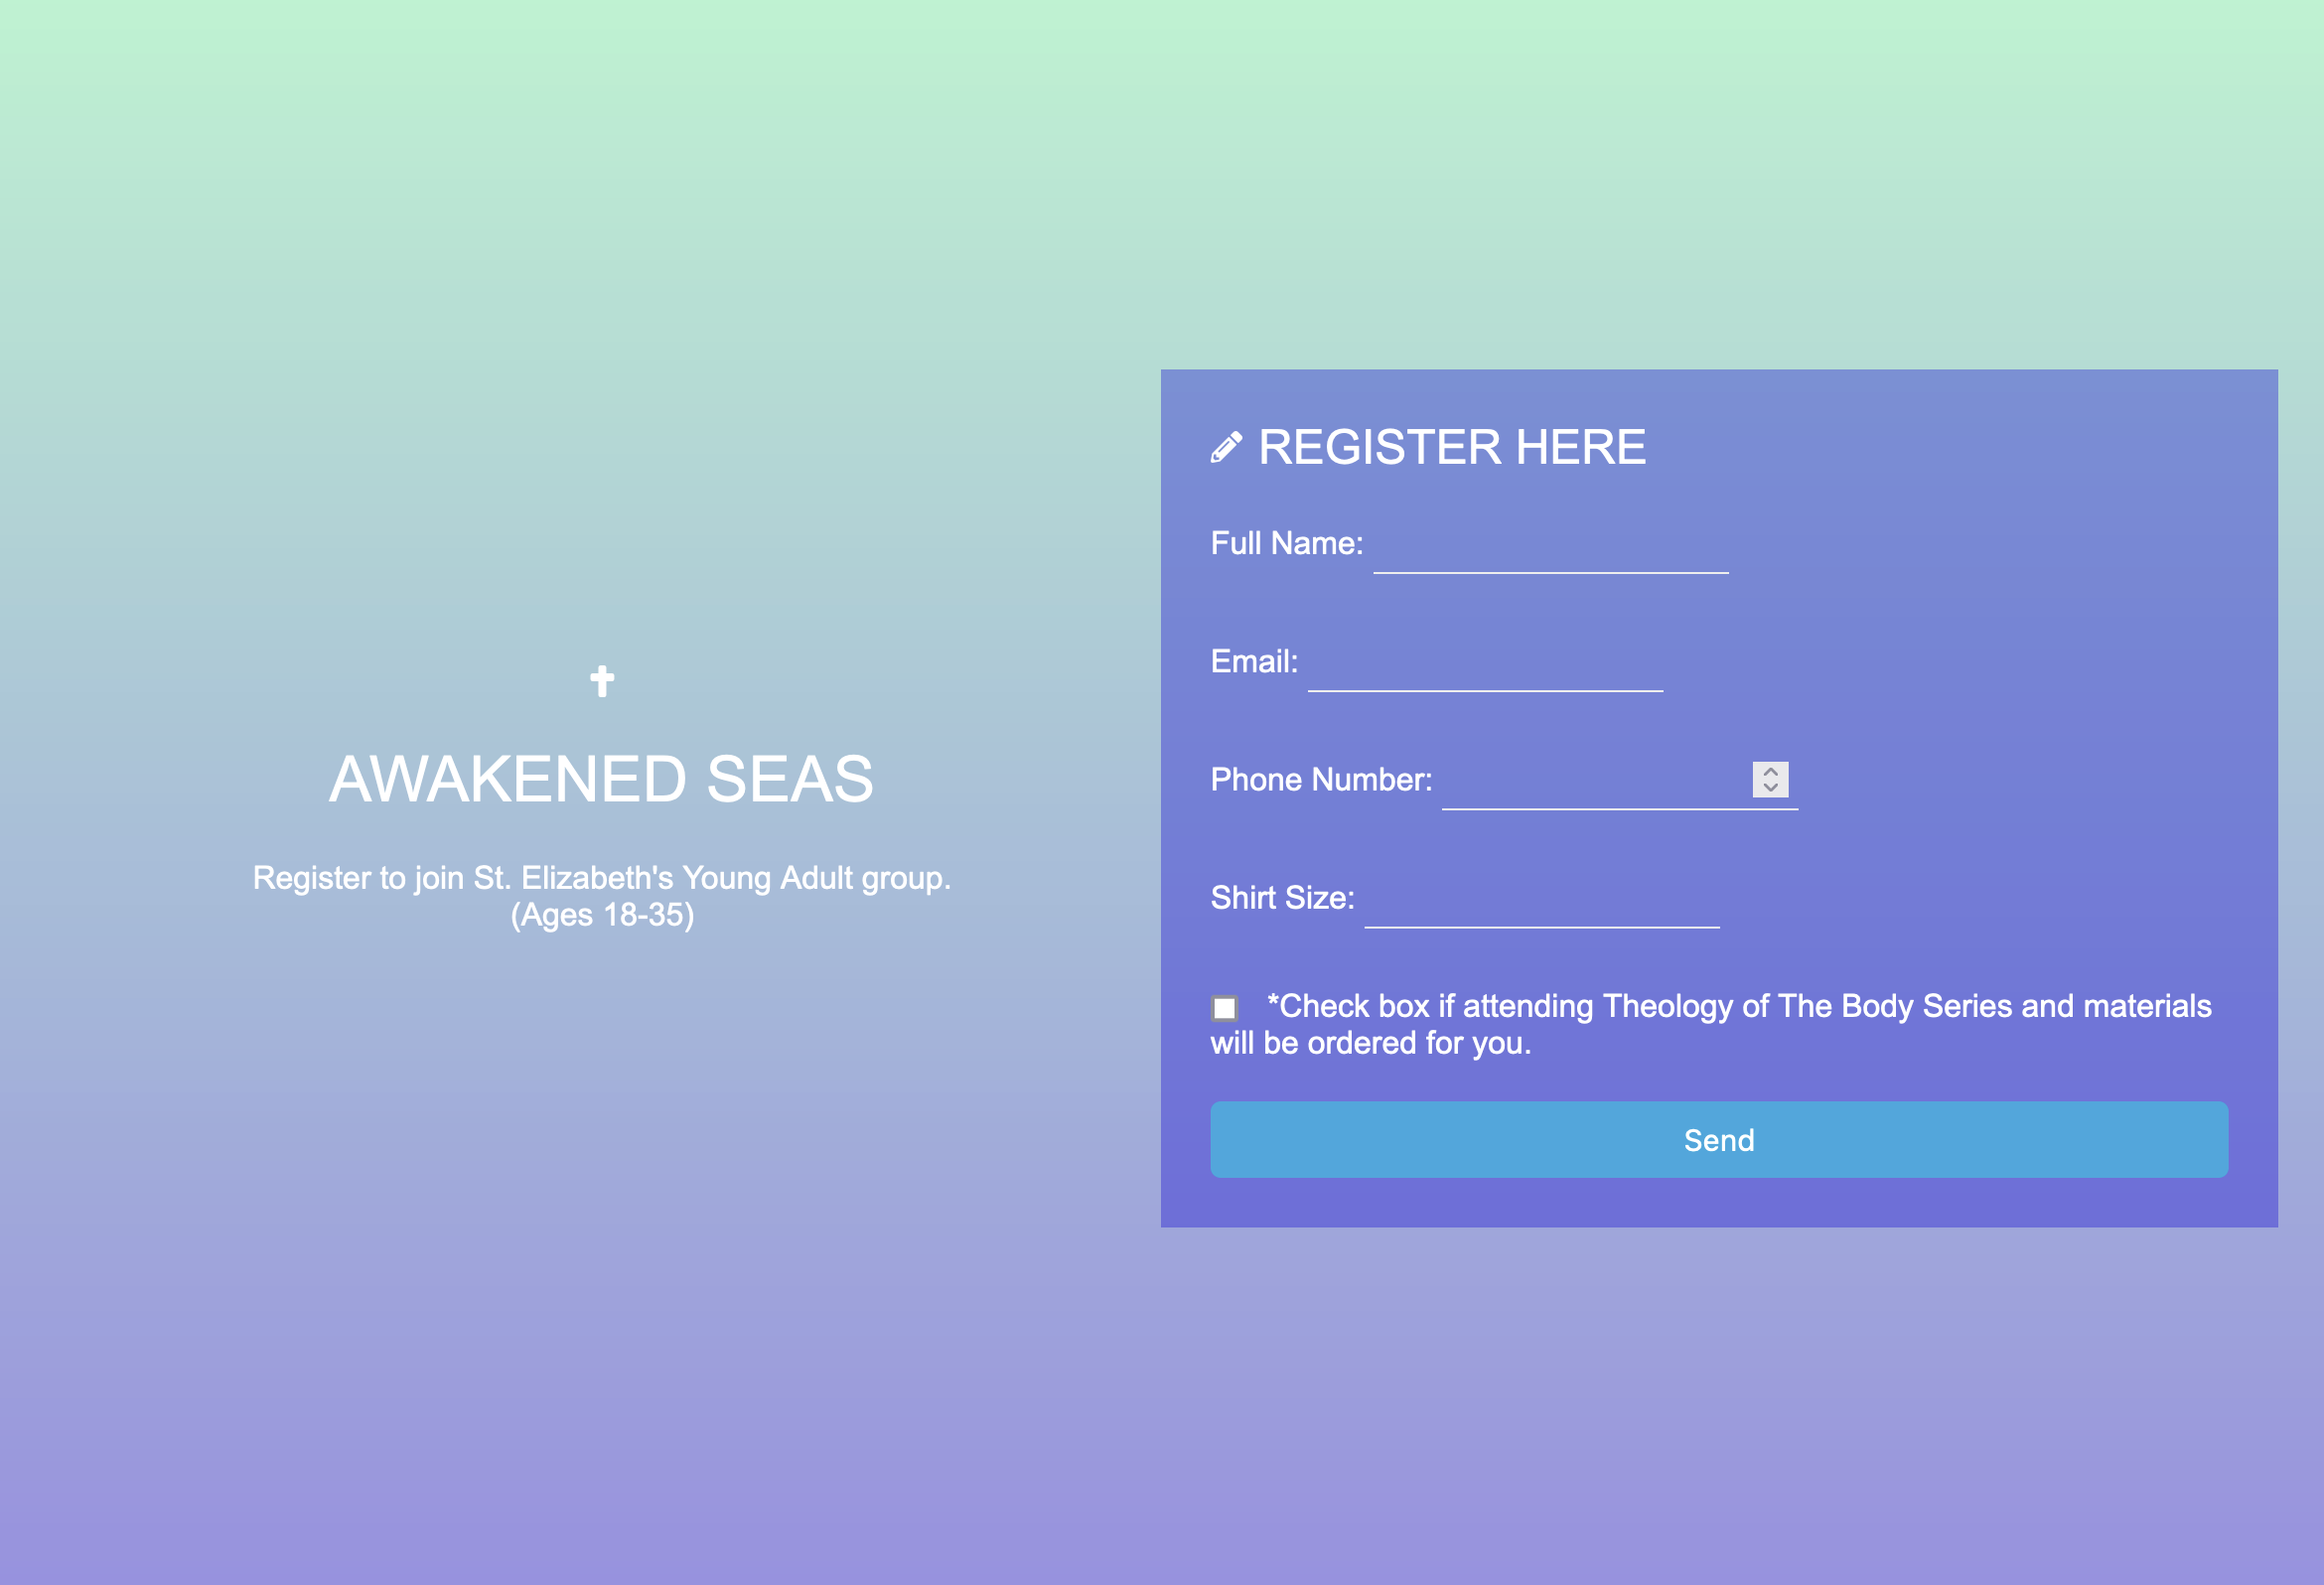 AWAKENED SEAS
Register to join St. Elizabeth's Young Adult group.
(Ages 18-35)
REGISTER HERE
Full Name:
Email:
Phone Number:
Shirt Size:
*Check box if attending Theology of The Body Series and materials
will be ordered for you.
Send